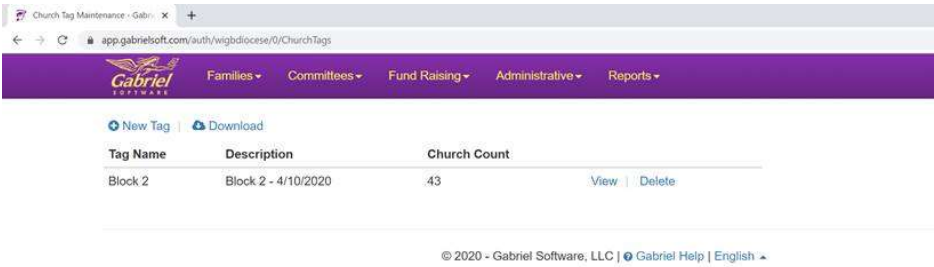 Church Tag Maintenance - Gabri
app.gabrielsoft.com/auth/wigbdiocese/0/ChurchTags
Gabriel
SOFTWARE
Families Committees Fund Raising Administrative Reports
New Tag | Download
Tag Name Description Church Count
Block 2 Block 2 - 4/10/2020 43 View | Delete
© 2020 - Gabriel Software, LLC | Gabriel Help | English